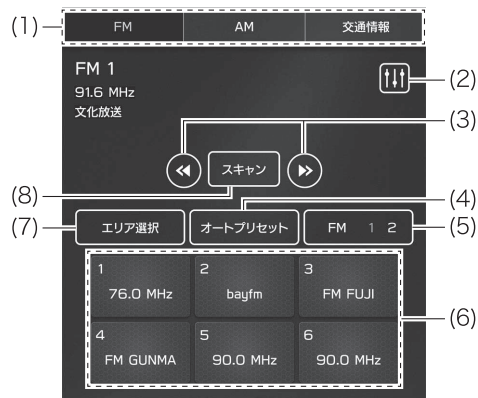 (1) FM AM 交通情報
FM 1
(2)
91.6 MHz
文化放送
(3)
スキャン
(8)
(4)
(7) エリア選択 オートプリセット FM 1 2 (5)
1 2 3
76.0 MHz bayfm FM FUJI
(6)
4 5 6
FM GUNMA 90.0 MHz 90.0 MHz